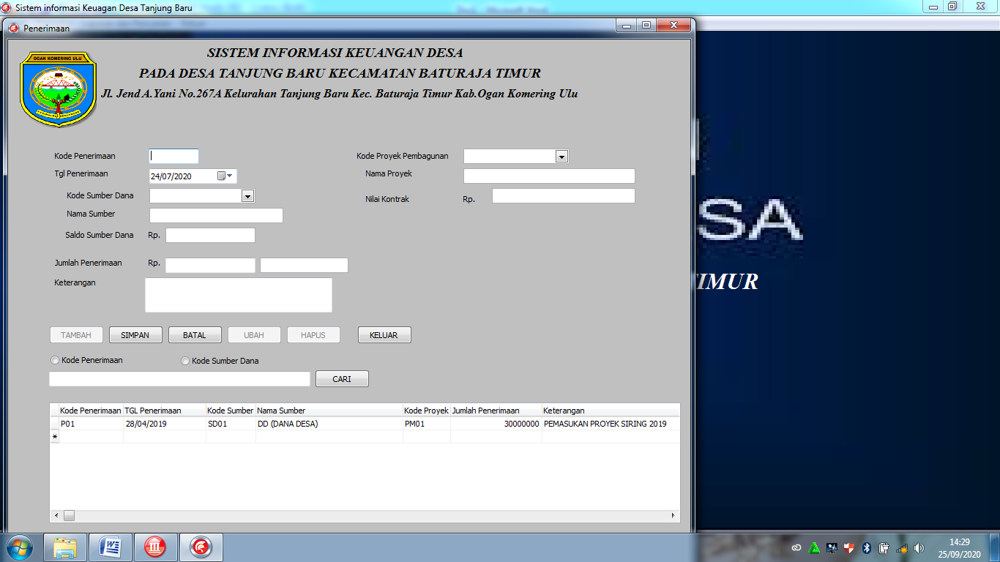 Sistem informasi Keuagan Desa Tanjung Baru
Penerimaan
OGAN KOMERING ULU
SISTEM INFORMASI KEUANGAN DESA
PADA DESA TANJUNG BARU KECAMATAN BATURAJA TIMUR
Jl. Jend A.Yani No.267A Kelurahan Tanjung Baru Kec. Baturaja Timur Kab.Ogan Komering Ulu
Kode Penerimaan
Kode Proyek Pembagunan
Tgl Penerimaan 24/07/2020
Nama Proyek
Kode Sumber Dana
Nilai Kontrak Rp.
Nama Sumber
Saldo Sumber Dana Rp.
Jumlah Penerimaan Rp.
Keterangan
TAMBAH SIMPAN BATAL UBAH HAPUS KELUAR
Kode Penerimaan Kode Sumber Dana
CARI
Kode Penerimaan TGL Penerimaan Kode Sumber Nama Sumber Kode Proyek Jumlah Penerimaan Keterangan
P01 28/04/2019 SD01 DD (DANA DESA) PM01 30000000 PEMASUKAN PROYEK SIRING 2019
*
SA
TIMUR
14:29
25/09/2020